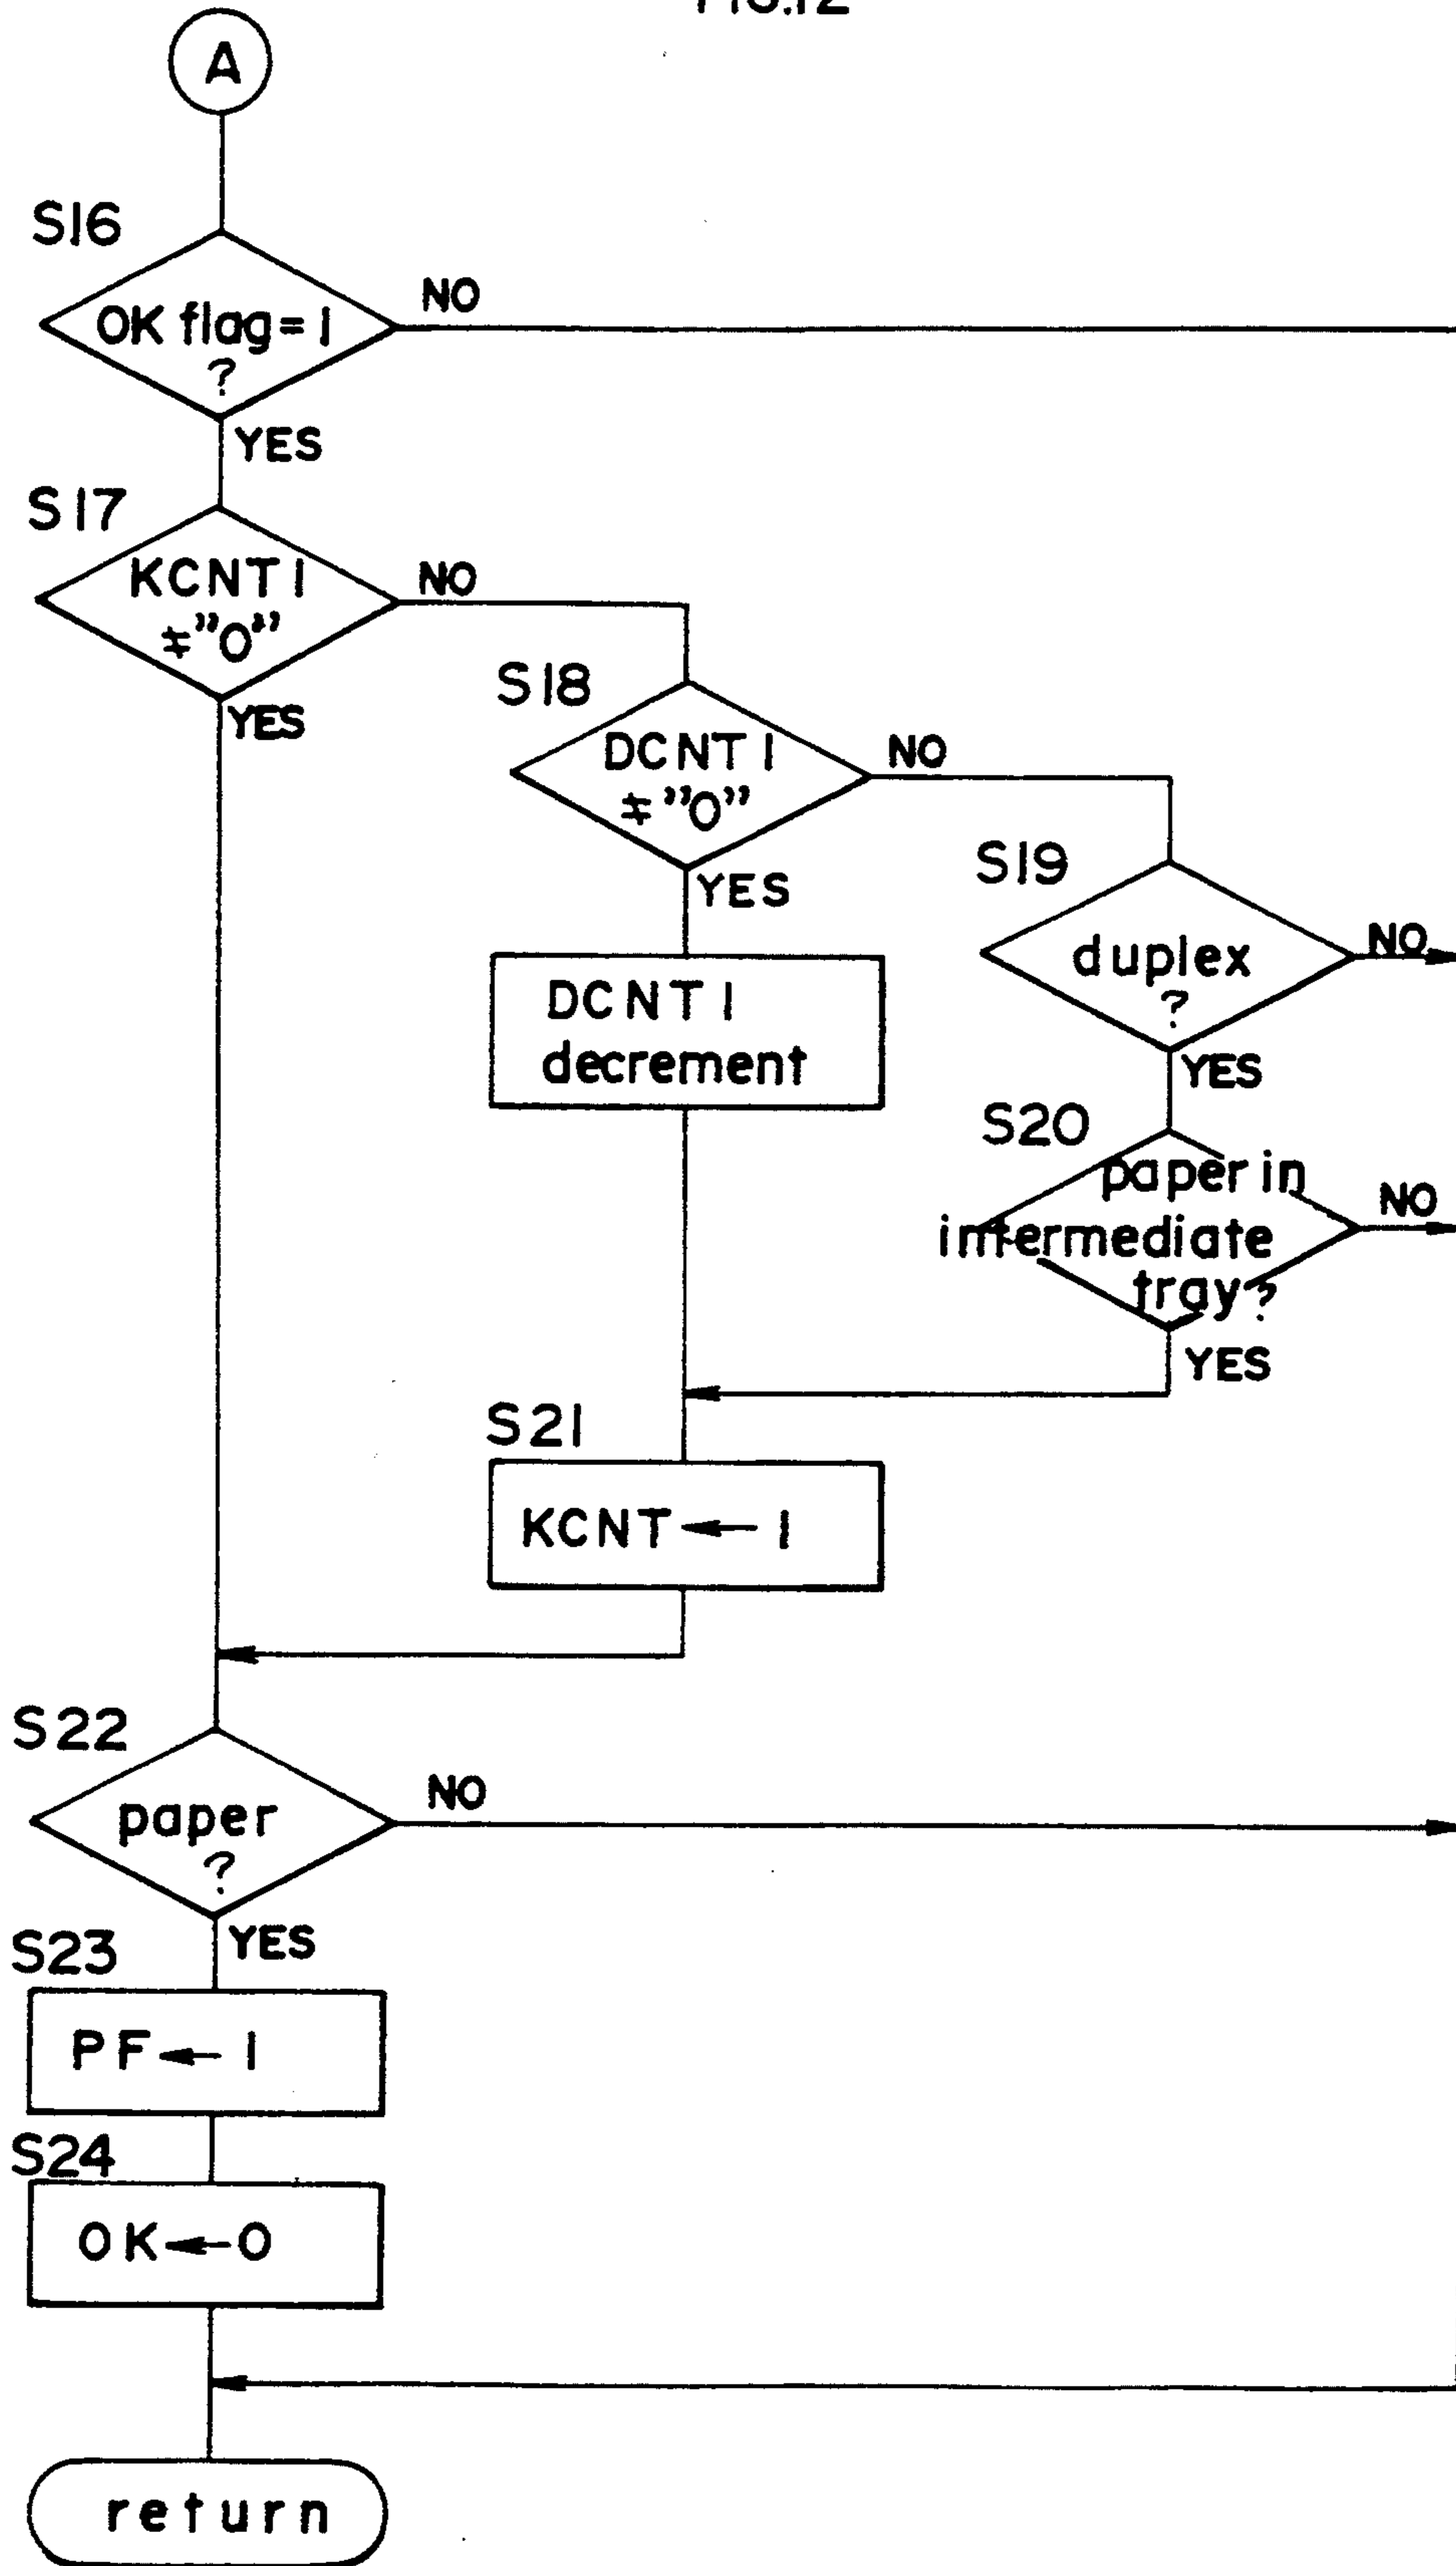 FIG.12
A
S16
OK flag=1
?
NO
YES
S17
KCNT1
≠"0"
NO
YES
S18
DCNT1
≠"0"
NO
YES
DCNT1
decrement
S19
duplex
?
NO
YES
S20
paper in
intermediate
tray?
NO
YES
S21
KCNT ← 1
S22
paper
?
NO
YES
S23
PF ← 1
S24
OK ← 0
return